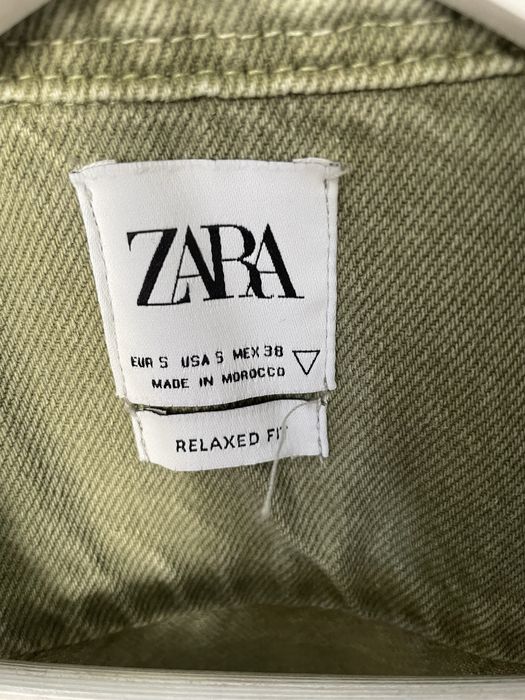 ZARA
EUR S USA S MEX 38
MADE IN MOROCCO
RELAXED FIT